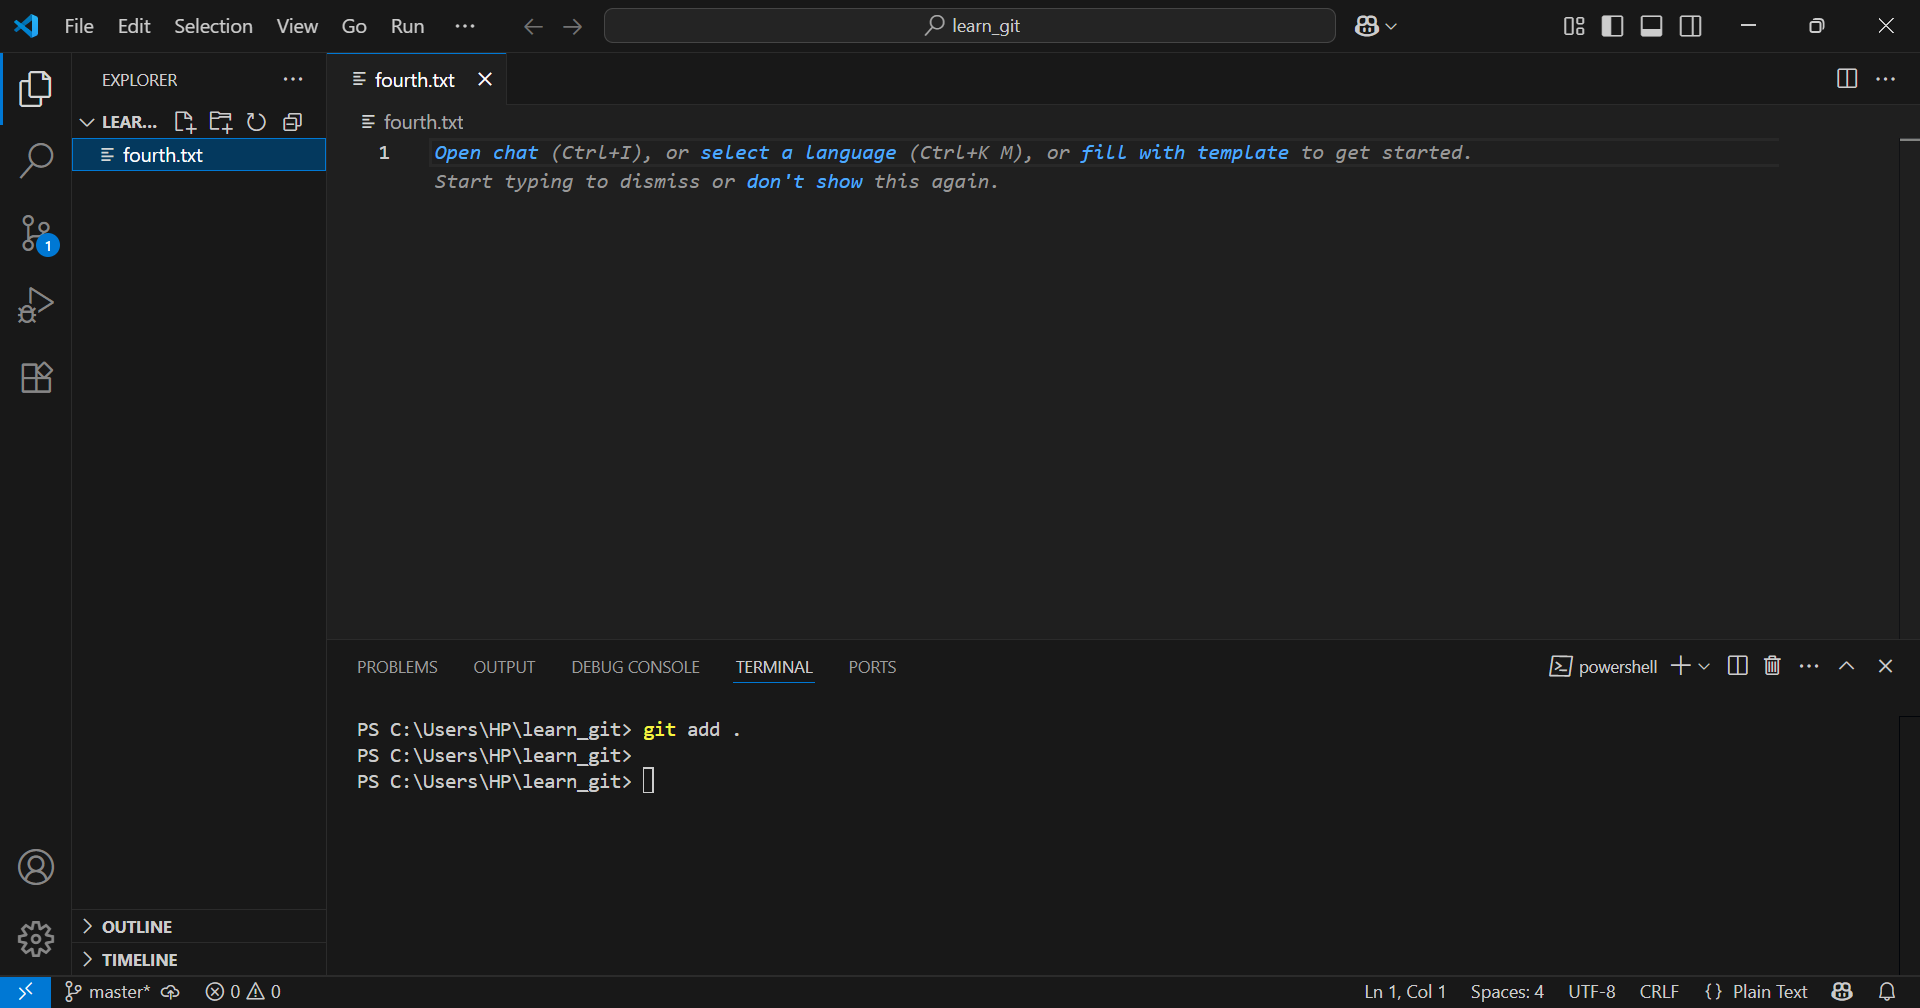 File Edit Selection View Go Run ···
learn_git
EXPLORER ···
LEAR...
fourth.txt
1
fourth.txt
fourth.txt
1 Open chat (Ctrl+I), or select a language (Ctrl+K M), or fill with template to get started.
Start typing to dismiss or don't show this again.
PROBLEMS OUTPUT DEBUG CONSOLE TERMINAL PORTS
powershell
PS C:\Users\HP\learn_git> git add .
PS C:\Users\HP\learn_git>
PS C:\Users\HP\learn_git>
OUTLINE
TIMELINE
master* 0 0 Ln 1, Col 1 Spaces: 4 UTF-8 CRLF {} Plain Text